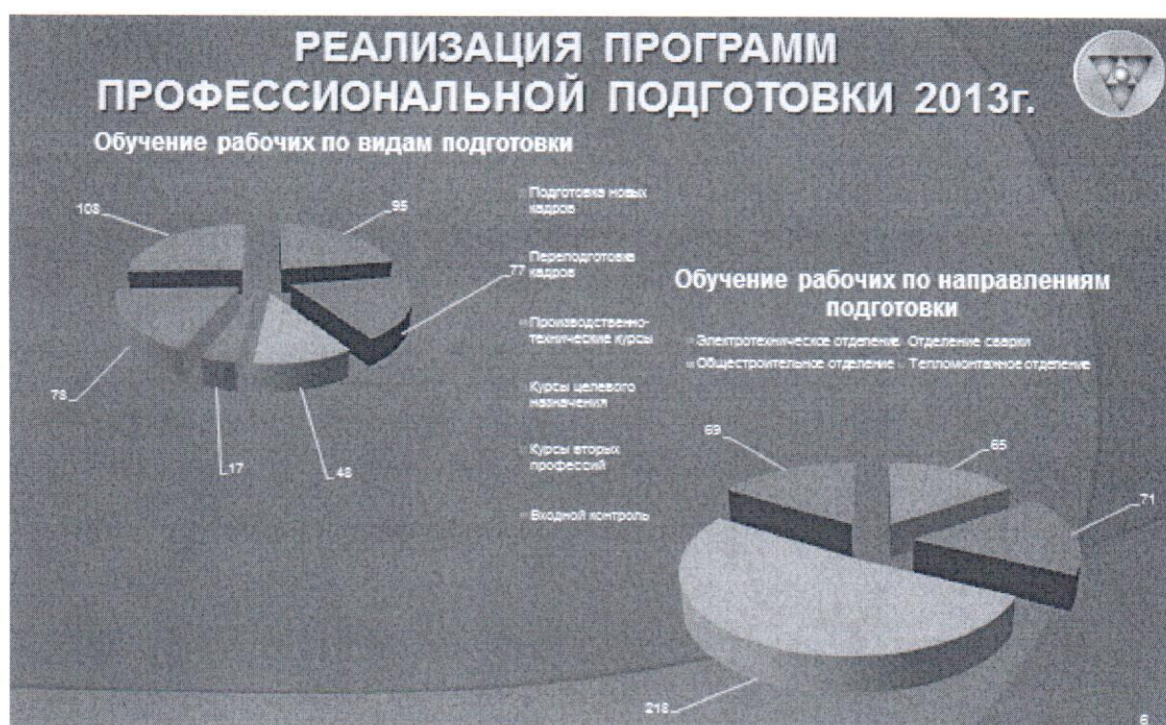 РЕАЛИЗАЦИЯ ПРОГРАММ
ПРОФЕССИОНАЛЬНОЙ ПОДГОТОВКИ 2013г.
Обучение рабочих по видам подготовки
108
95
77
78
17
48
Подготовка новых
кадров
Переподготовка
кадров
Производственно-
технические курсы
Курсы целевого
назначения
Курсы вторых
профессий
Входной контроль
Обучение рабочих по направлениям
подготовки
Электротехническое отделение Отделение сварки
Общестроительное отделение Тепломонтажное отделение
69
65
71
218
6